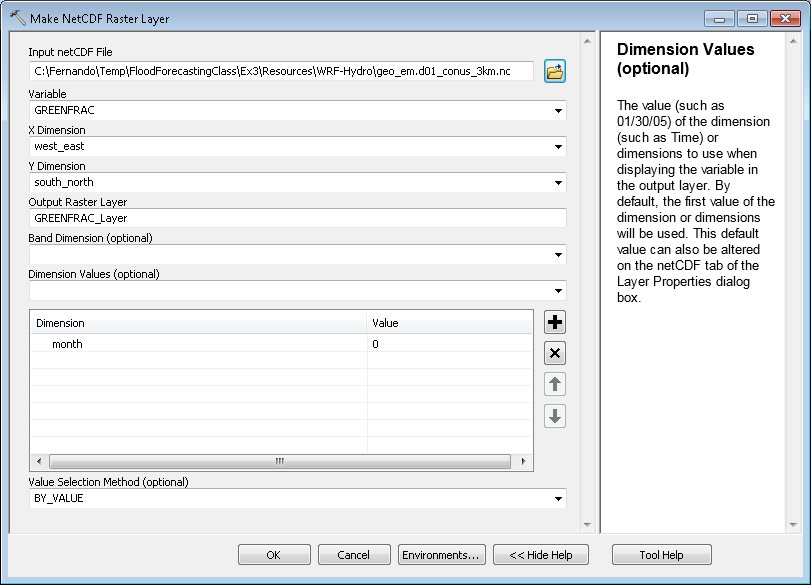 Make NetCDF Raster Layer
Input netCDF File
C:\Fernando\Temp\FloodForecastingClass\Ex3\Resources\WRF-Hydro\geo_em.d01_conus_3km.nc
Variable
GREENFRAC
X Dimension
west_east
Y Dimension
south_north
Output Raster Layer
GREENFRAC_Layer
Band Dimension (optional)
Dimension Values (optional)
Dimension Value
month 0
Value Selection Method (optional)
BY_VALUE
Dimension Values
(optional)
The value (such as
01/30/05) of the dimension
(such as Time) or
dimensions to use when
displaying the variable in
the output layer. By
default, the first value of the
dimension or dimensions
will be used. This default
value can also be altered
on the netCDF tab of the
Layer Properties dialog
box.
OK
Cancel
Environments...
<< Hide Help
Tool Help